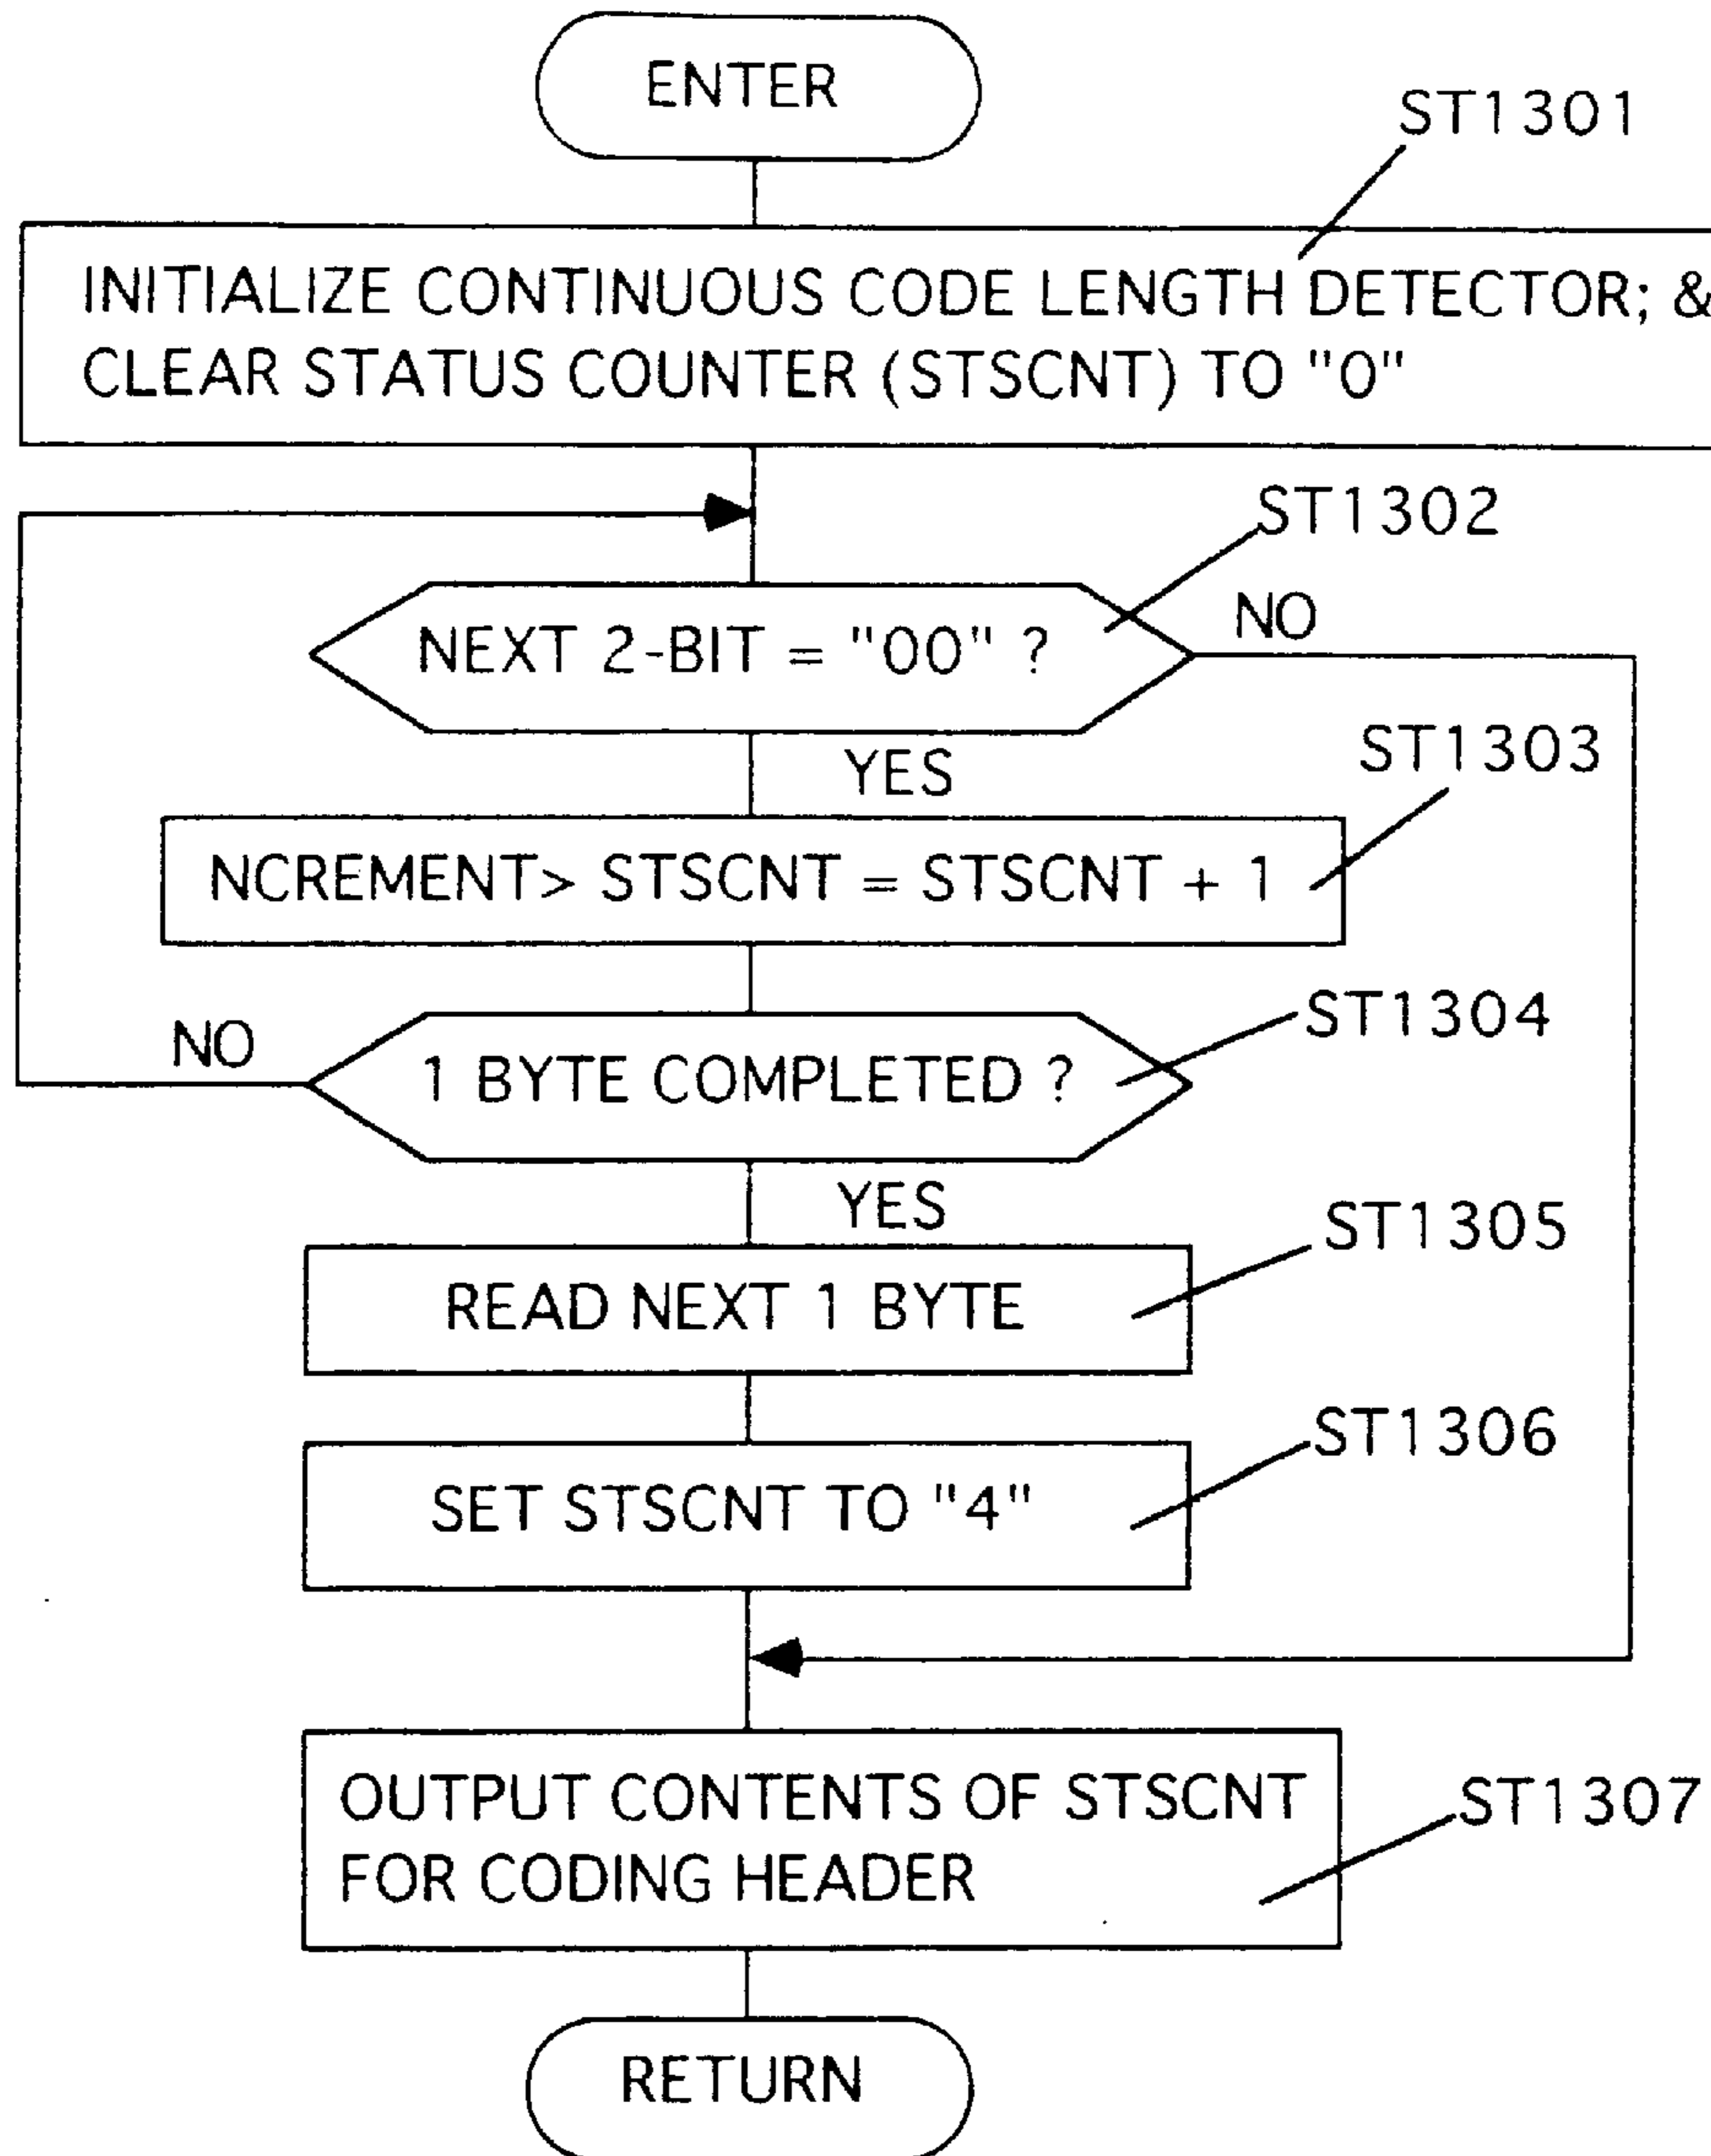 ENTER
ST1301
INITIALIZE CONTINUOUS CODE LENGTH DETECTOR; &
CLEAR STATUS COUNTER (STSCNT) TO "0"
ST1302
NEXT 2-BIT = "00" ?
NO
YES
ST1303
NCREMENT> STSCNT = STSCNT + 1
ST1304
NO
1 BYTE COMPLETED ?
YES
ST1305
READ NEXT 1 BYTE
ST1306
SET STSCNT TO "4"
OUTPUT CONTENTS OF STSCNT
FOR CODING HEADER
ST1307
RETURN